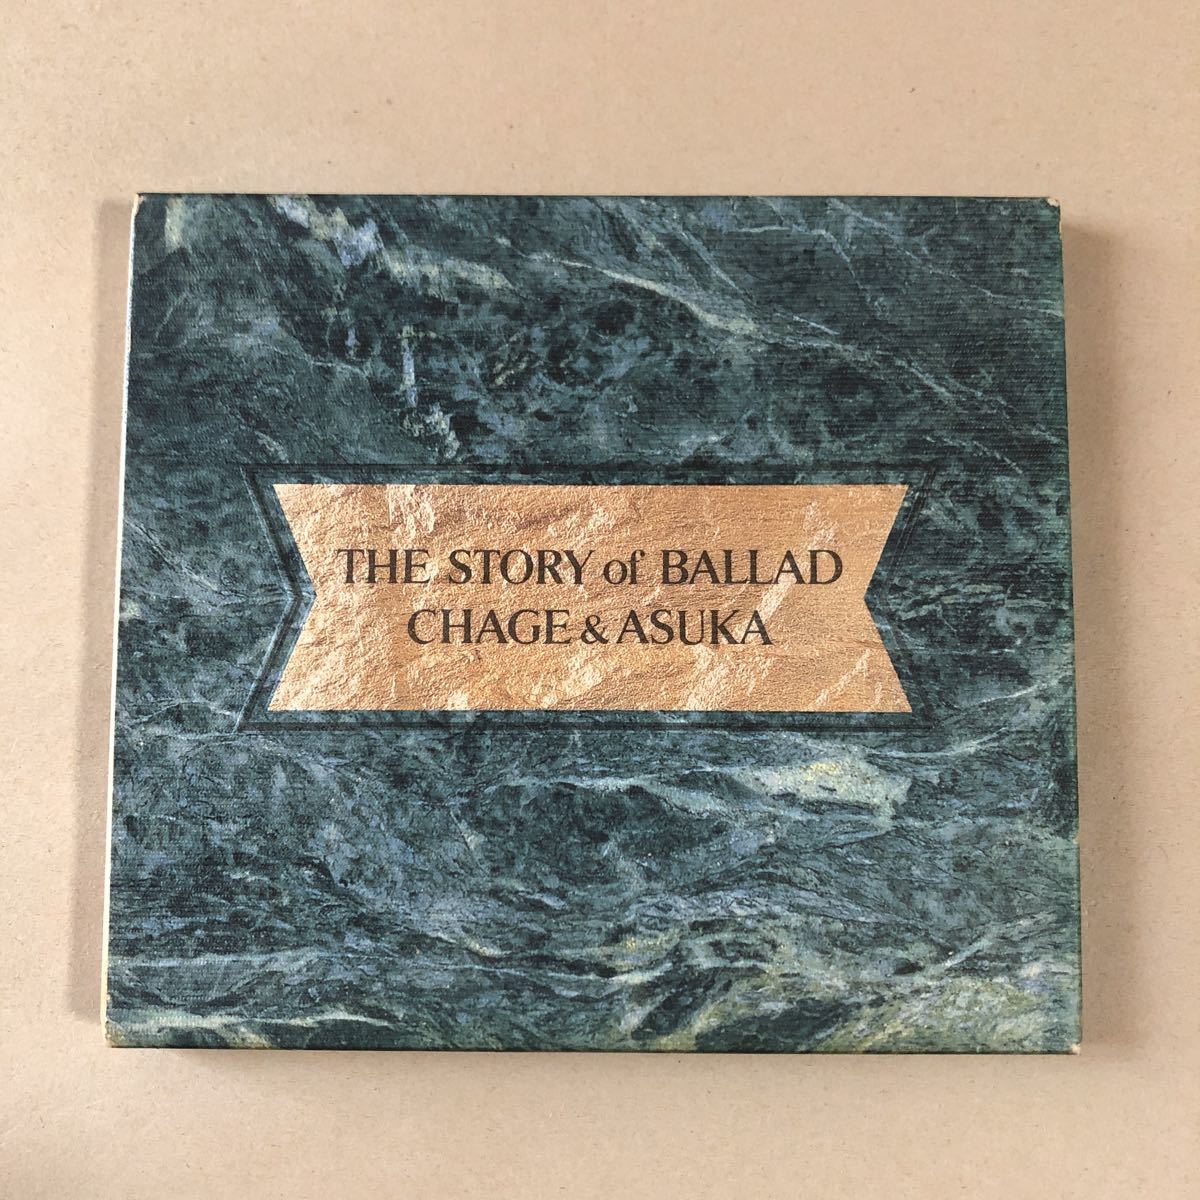 THE STORY of BALLAD
CHAGE & ASUKA